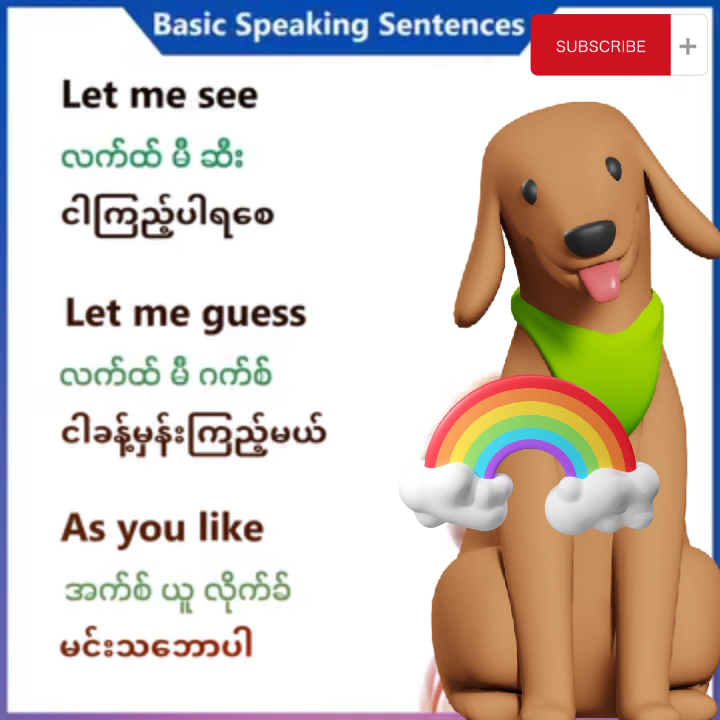 Basic Speaking Sentences
SUBSCRIBE
Let me see
လက်ထ် မီ ဆီး
ငါကြည့်ပါရစေ
Let me guess
လက်ထ် မီ ဂက်စ်
ငါခန့်မှန်းကြည့်မယ်
As you like
အက်စ် ယူ လိုက်ခ်
မင်းသဘောပါ